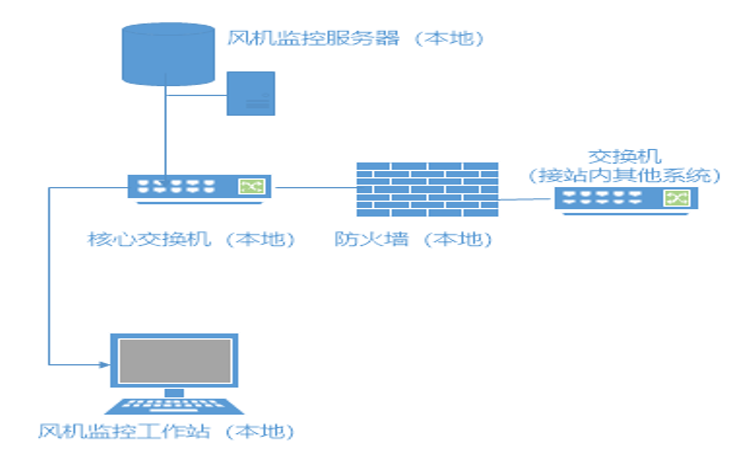 风机监控服务器（本地）
交换机
（接站内其他系统）
核心交换机（本地）
防火墙（本地）
风机监控工作站（本地）